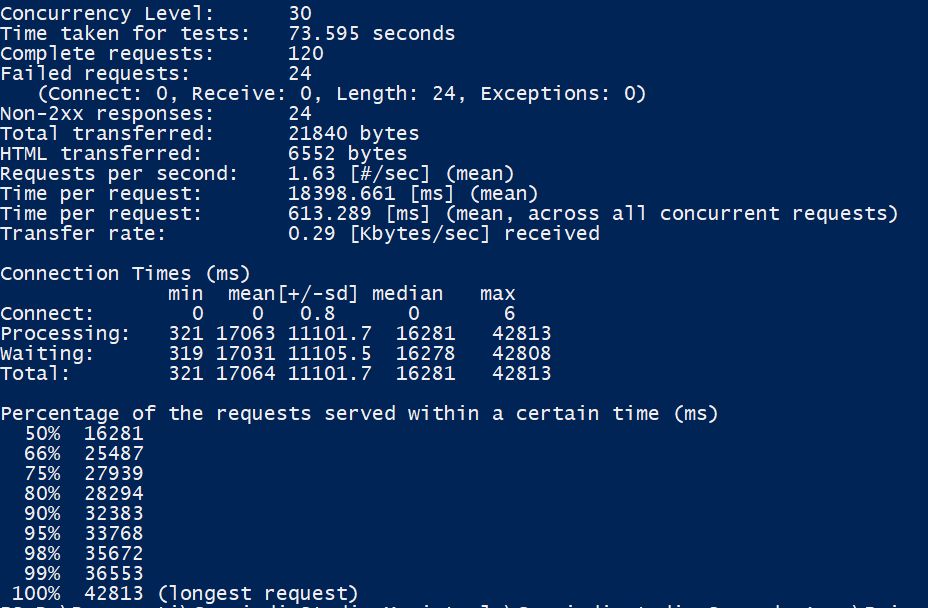 Concurrency Level:      30
Time taken for tests:   73.595 seconds
Complete requests:      120
Failed requests:        24
   (Connect: 0, Receive: 0, Length: 24, Exceptions: 0)
Non-2xx responses:      24
Total transferred:      21840 bytes
HTML transferred:       6552 bytes
Requests per second:    1.63 [#/sec] (mean)
Time per request:       18398.661 [ms] (mean)
Time per request:       613.289 [ms] (mean, across all concurrent requests)
Transfer rate:          0.29 [Kbytes/sec] received

Connection Times (ms)
              min  mean[+/-sd] median   max
Connect:        0    0   0.8      0       6
Processing:   321 17063 11101.7  16281   42813
Waiting:      319 17031 11105.5  16278   42808
Total:        321 17064 11101.7  16281   42813

Percentage of the requests served within a certain time (ms)
  50%  16281
  66%  25487
  75%  27939
  80%  28294
  90%  32383
  95%  33768
  98%  35672
  99%  36553
 100%  42813 (longest request)